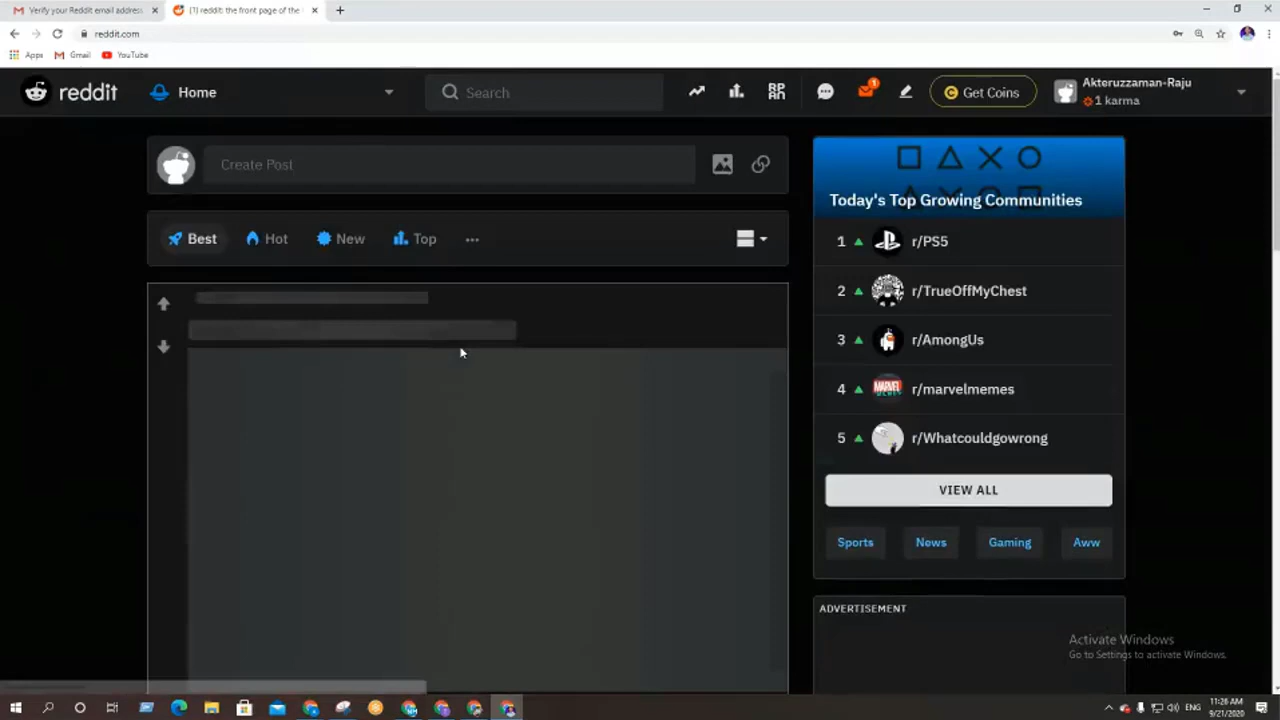 Verify your Reddit email address
(1) reddit: the front page of the
reddit.com
Apps Gmail YouTube
reddit Home Search Get Coins Akteruzzaman-Raju
1 karma
1
Create Post
Best Hot New Top
Today's Top Growing Communities
1 r/PS5
2 r/TrueOffMyChest
3 r/AmongUs
4 r/marvelmemes
5 r/Whatcouldgowrong
VIEW ALL
Sports News Gaming Aww
ADVERTISEMENT
Activate Windows
Go to Settings to activate Windows.
ENG
11:26 AM
9/21/2020